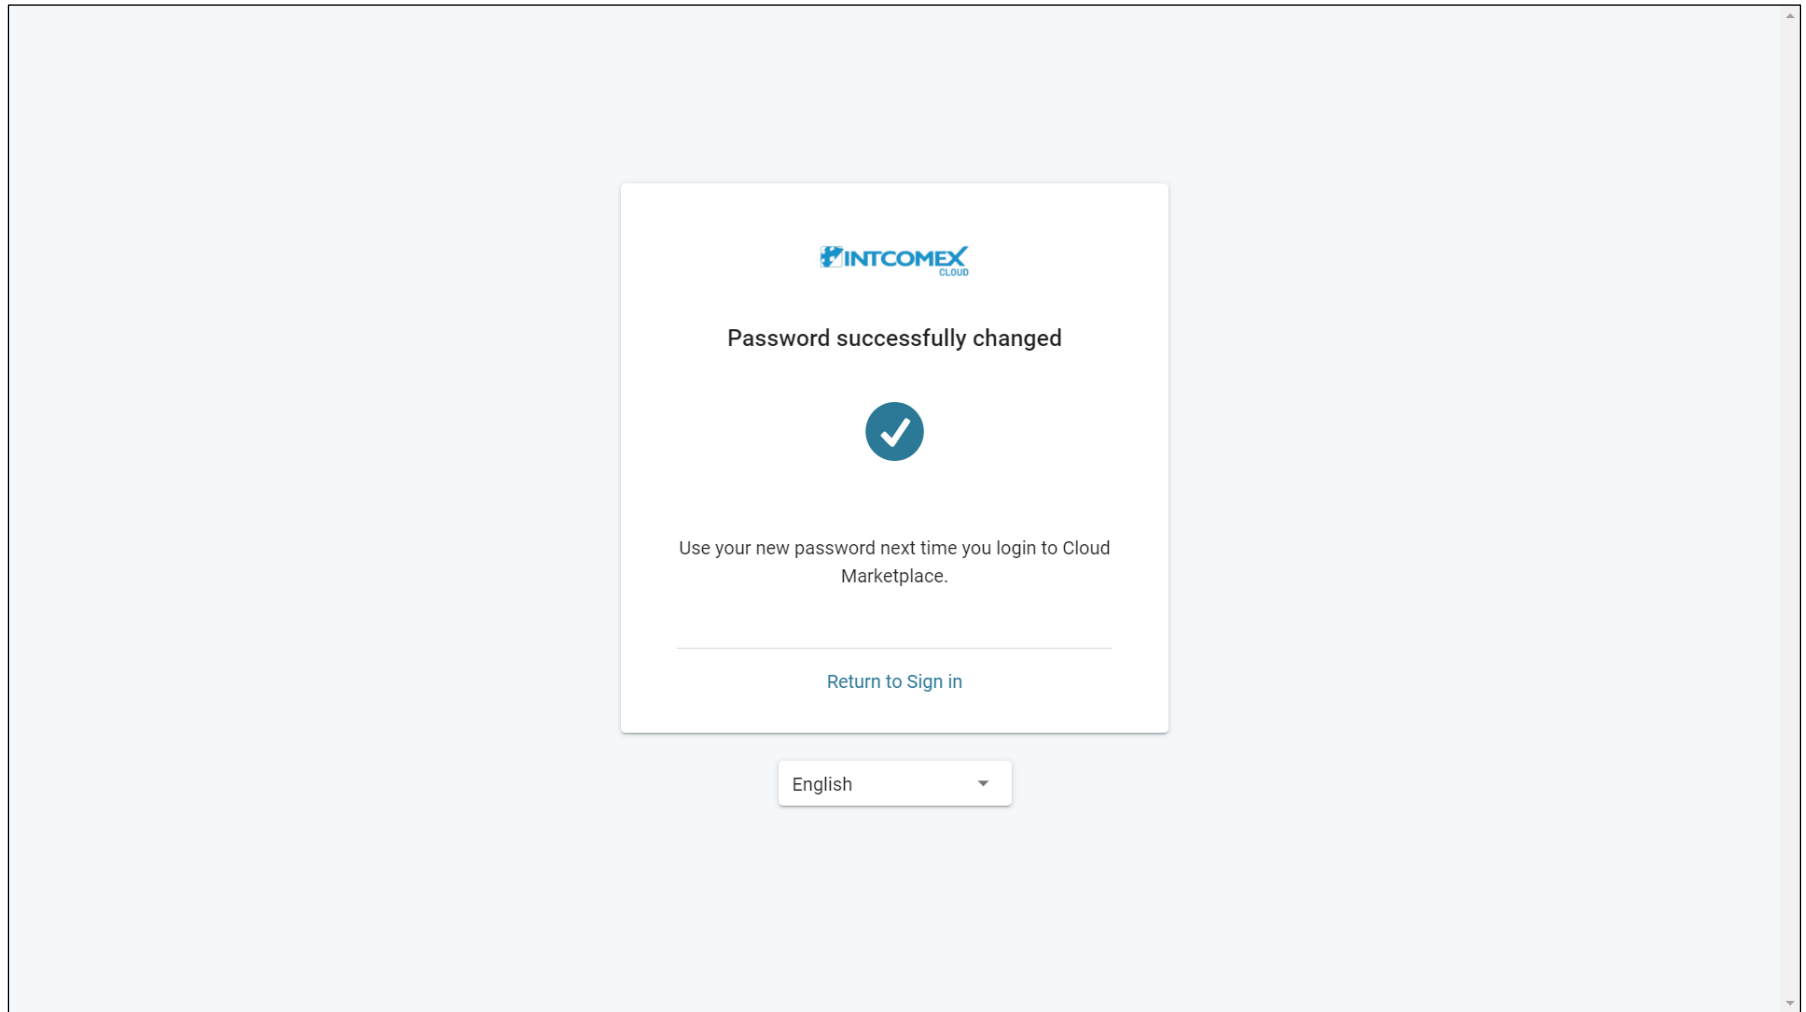 INTCOMEX
CLOUD
Password successfully changed
Use your new password next time you login to Cloud
Marketplace.
Return to Sign in
English